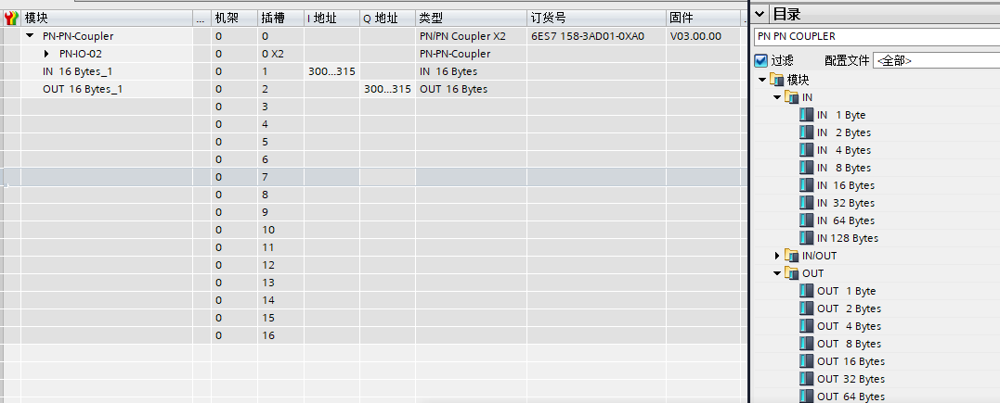 模块 ... 机架 插槽 I 地址 Q 地址 类型 订货号 固件
PN-PN-Coupler 0 0 PN/PN Coupler X2 6ES7 158-3AD01-0XA0 V03.00.00
PN-IO-02 0 0 X2 PN-PN-Coupler
IN 16 Bytes_1 0 1 300...315 IN 16 Bytes
OUT 16 Bytes_1 0 2 300...315 OUT 16 Bytes
0 3
0 4
0 5
0 6
0 7
0 8
0 9
0 10
0 11
0 12
0 13
0 14
0 15
0 16
目录
PN PN COUPLER
过滤 配置文件 <全部>
模块
IN
IN 1 Byte
IN 2 Bytes
IN 4 Bytes
IN 8 Bytes
IN 16 Bytes
IN 32 Bytes
IN 64 Bytes
IN 128 Bytes
IN/OUT
OUT
OUT 1 Byte
OUT 2 Bytes
OUT 4 Bytes
OUT 8 Bytes
OUT 16 Bytes
OUT 32 Bytes
OUT 64 Bytes